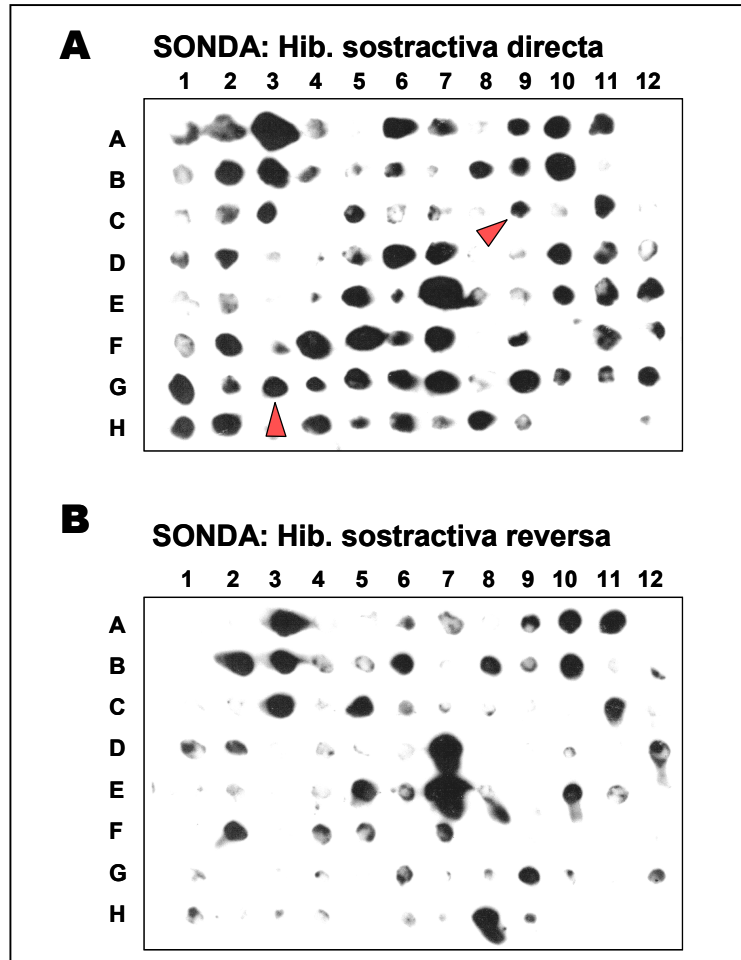 A
SONDA: Hib. sostractiva directa
1 2 3 4 5 6 7 8 9 10 11 12
A
B
C
D
E
F
G
H
B
SONDA: Hib. sostractiva reversa
1 2 3 4 5 6 7 8 9 10 11 12
A
B
C
D
E
F
G
H